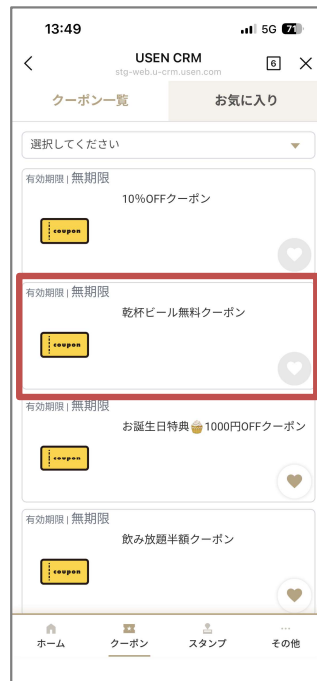 13:49
5G 71
USEN CRM
stg-web.u-crm.usen.com
6
クーポン一覧
お気に入り
選択してください
有効期限 | 無期限
10%OFFクーポン
coupon
有効期限 | 無期限
乾杯ビール無料クーポン
coupon
有効期限 | 無期限
お誕生日特典🧁1000円OFFクーポン
coupon
有効期限 | 無期限
飲み放題半額クーポン
coupon
ホーム
クーポン
スタンプ
その他